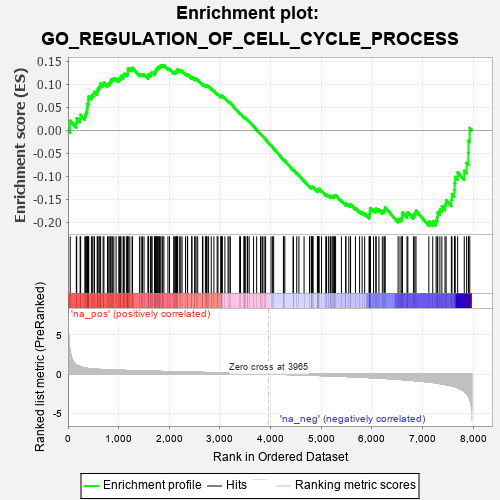 Enrichment plot:
GO_REGULATION_OF_CELL_CYCLE_PROCESS
Enrichment score (ES)
0.15
0.10
0.05
0.00
-0.05
-0.10
-0.15
-0.20
'na_pos' (positively correlated)
Ranked list metric (PreRanked)
5
0
-5
Zero cross at 3965
'na_neg' (negatively correlated)
0
1,000
2,000
3,000
4,000
5,000
6,000
7,000
8,000
Rank in Ordered Dataset
Enrichment profile
Hits
Ranking metric scores